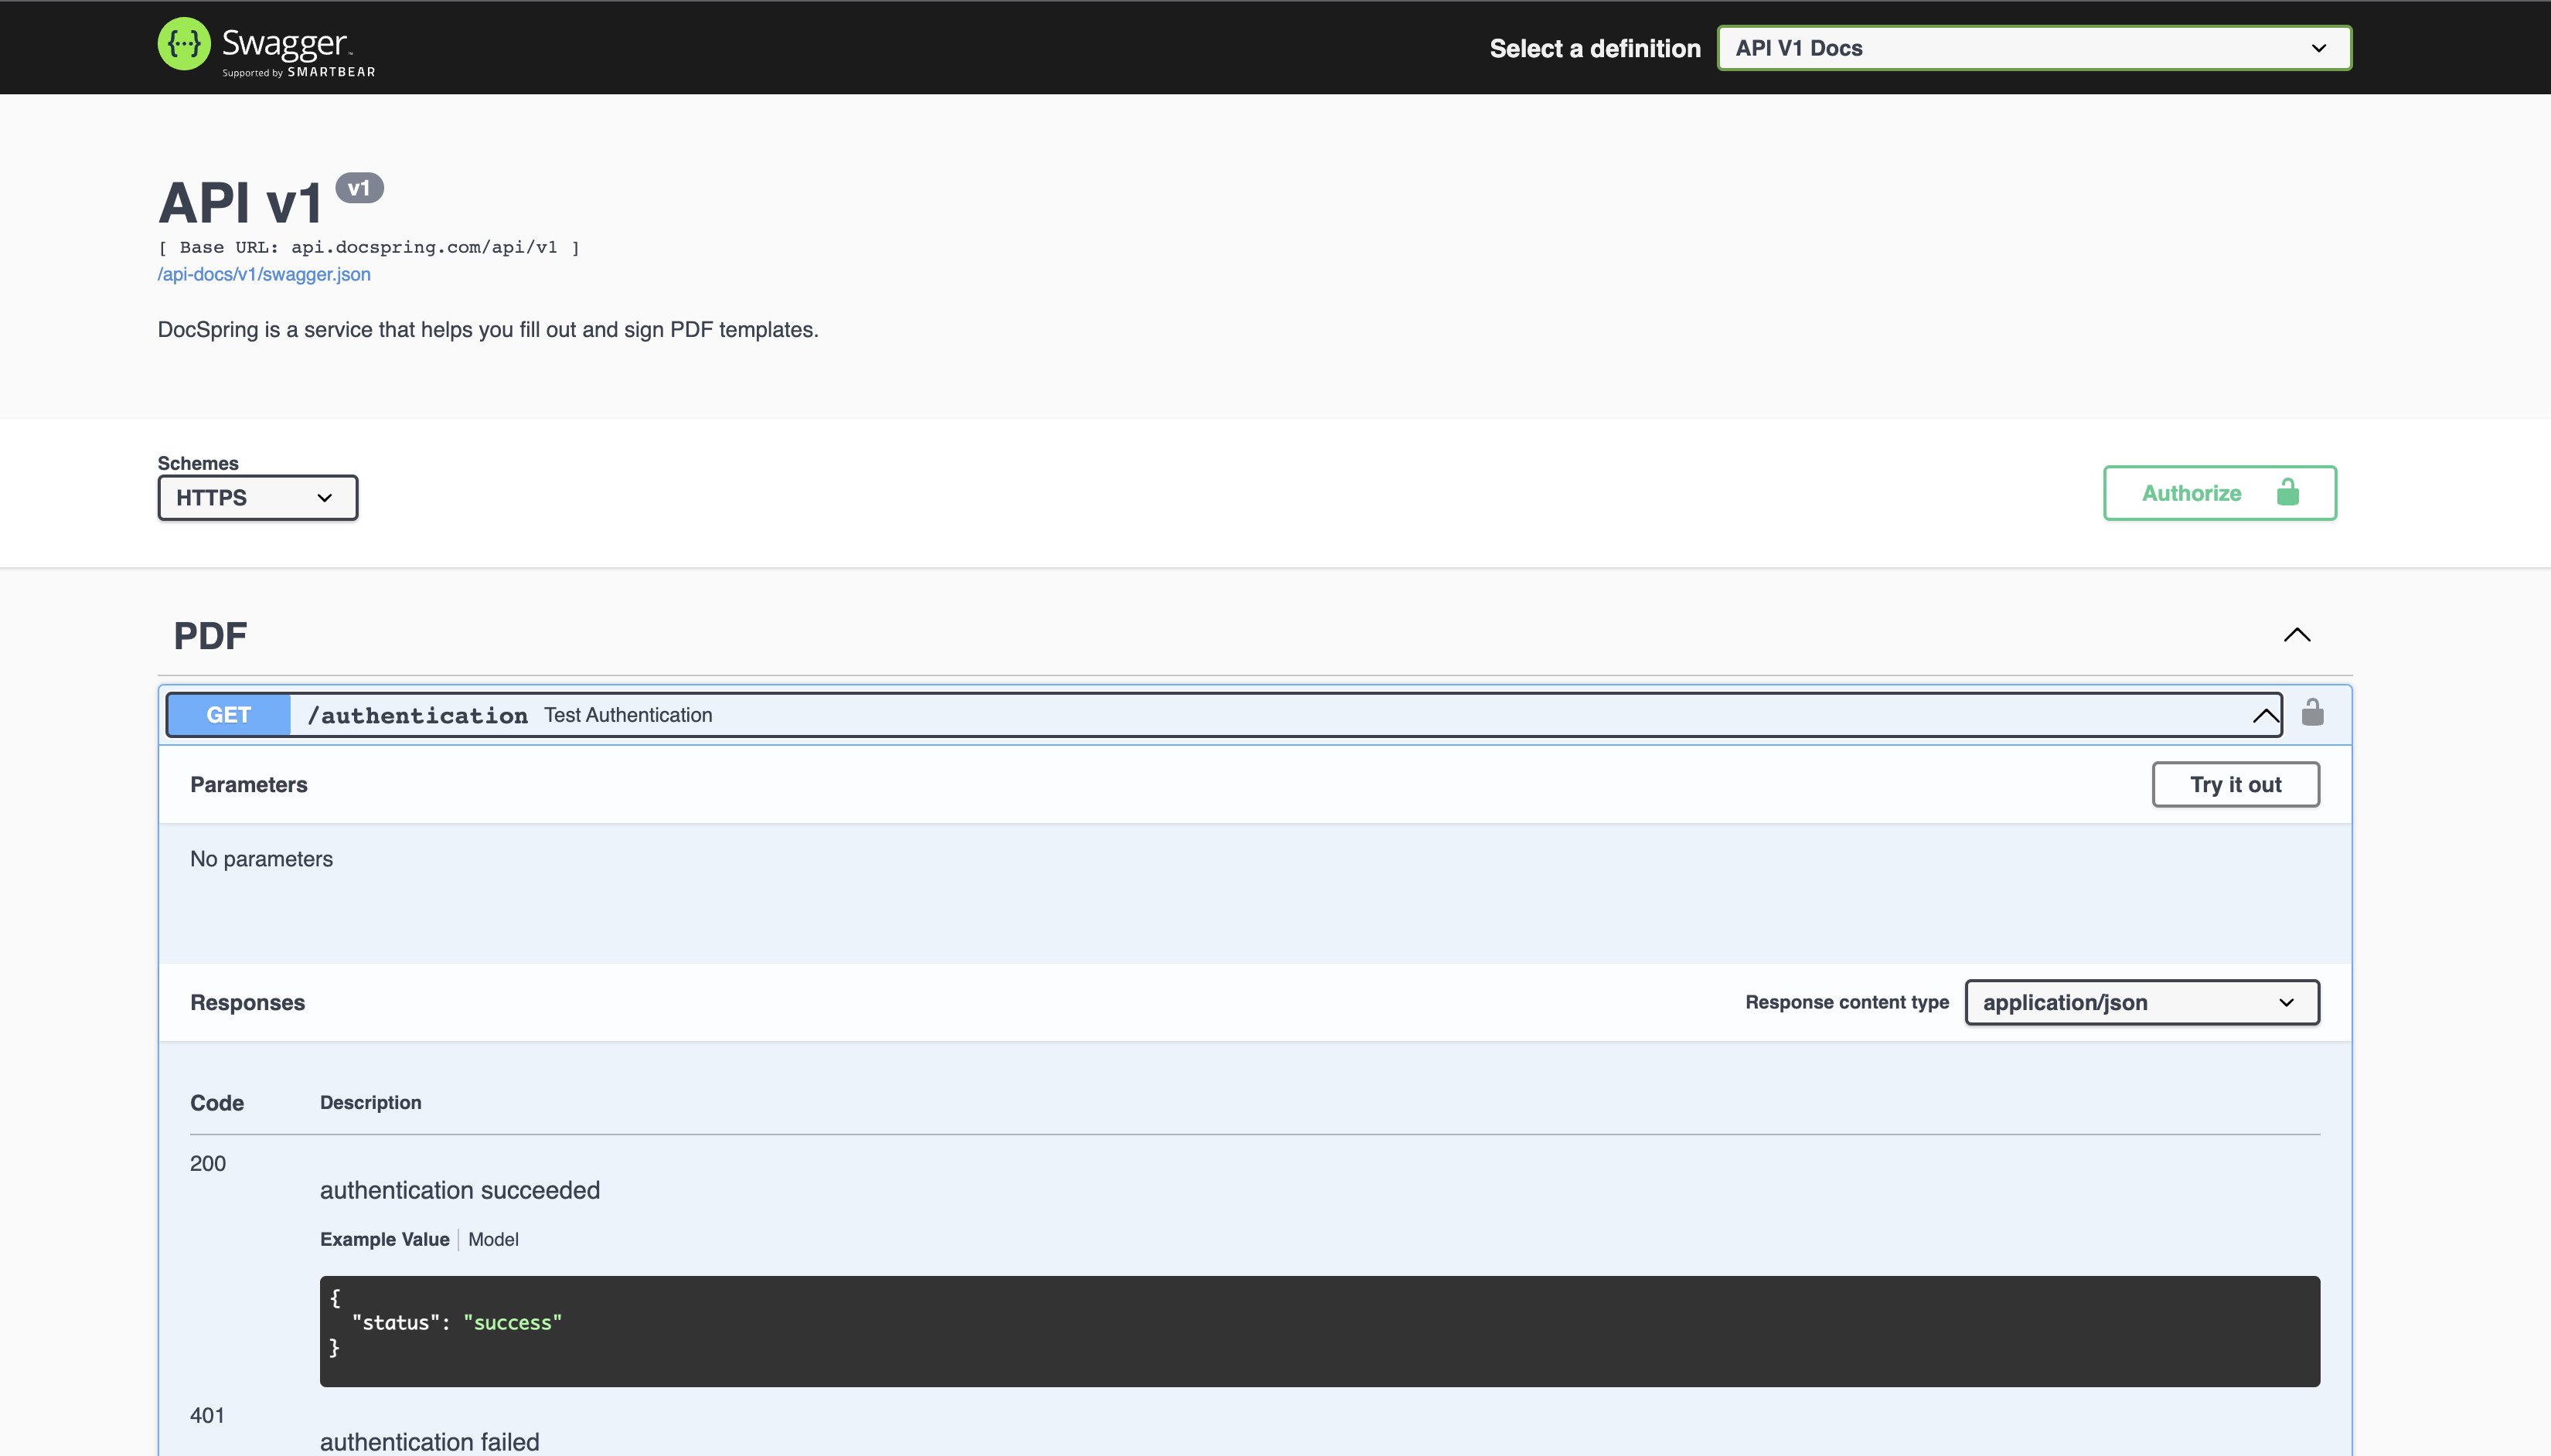 {···} Swagger™
Supported by SMARTBEAR
Select a definition
API V1 Docs
API v1 v1
[ Base URL: api.docspring.com/api/v1 ]
/api-docs/v1/swagger.json
DocSpring is a service that helps you fill out and sign PDF templates.
Schemes
HTTPS
Authorize
PDF
GET /authentication Test Authentication
Parameters
Try it out
No parameters
Responses
Response content type
application/json
Code Description
200
authentication succeeded
Example Value Model
{
  "status": "success"
}
401
authentication failed